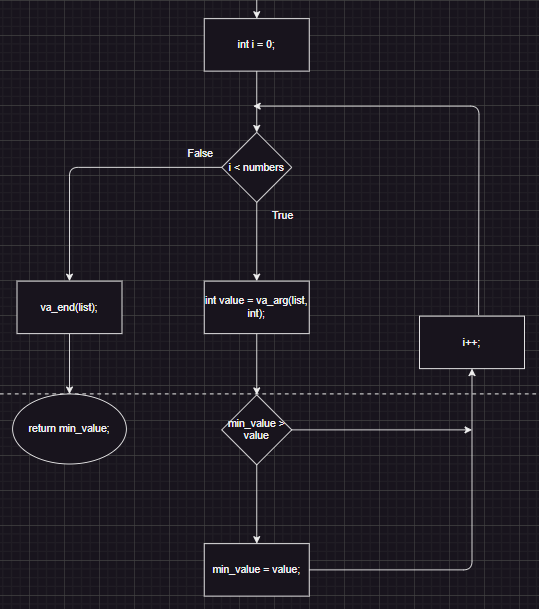 int i = 0;
False
i < numbers
True
va_end(list);
int value = va_arg(list,
int);
i++;
return min_value;
min_value >
value
min_value = value;